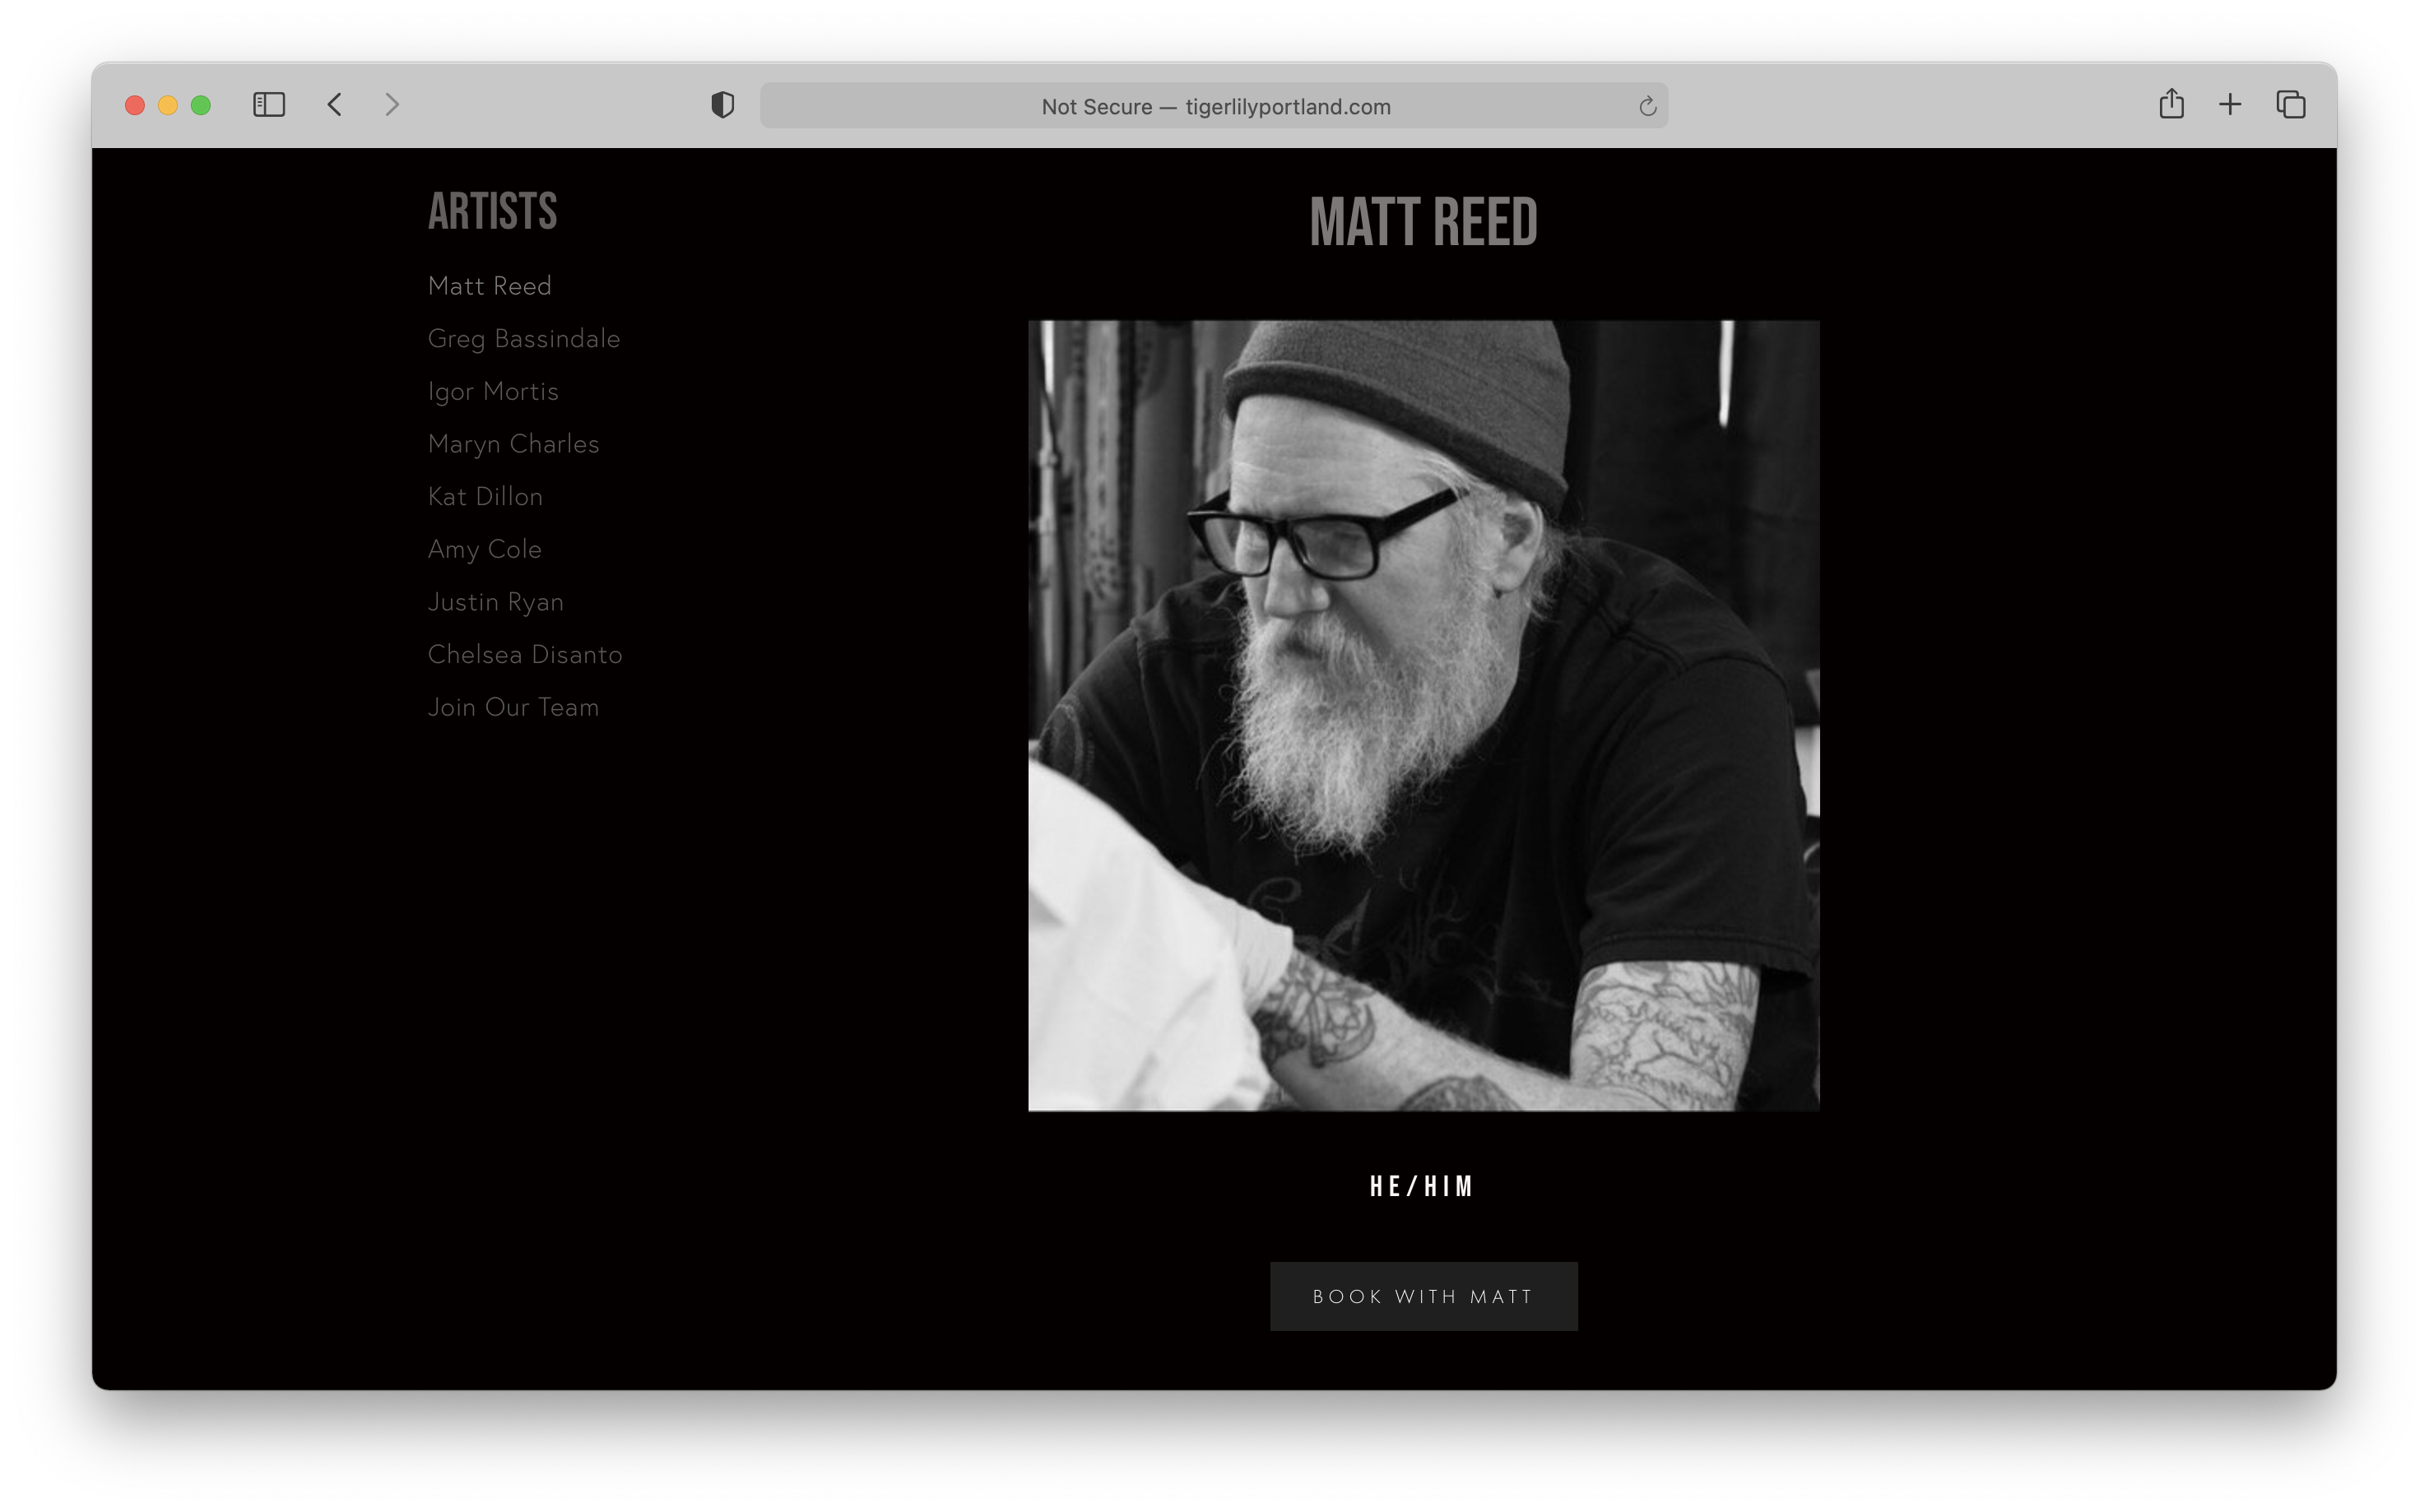 Not Secure — tigerlilyportland.com
ARTISTS
Matt Reed
Greg Bassindale
Igor Mortis
Maryn Charles
Kat Dillon
Amy Cole
Justin Ryan
Chelsea Disanto
Join Our Team
MATT REED
HE/HIM
BOOK WITH MATT